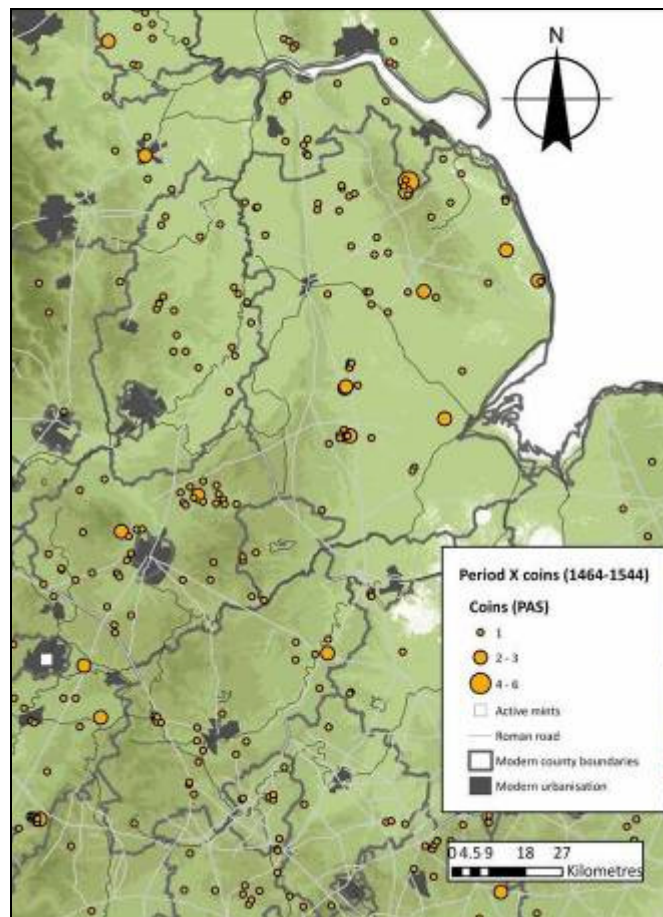 N
Period X coins (1464-1544)
Coins (PAS)
1
2 - 3
4 - 6
Active mints
Roman road
Modern county boundaries
Modern urbanisation
0 4.5 9 18 27
Kilometres